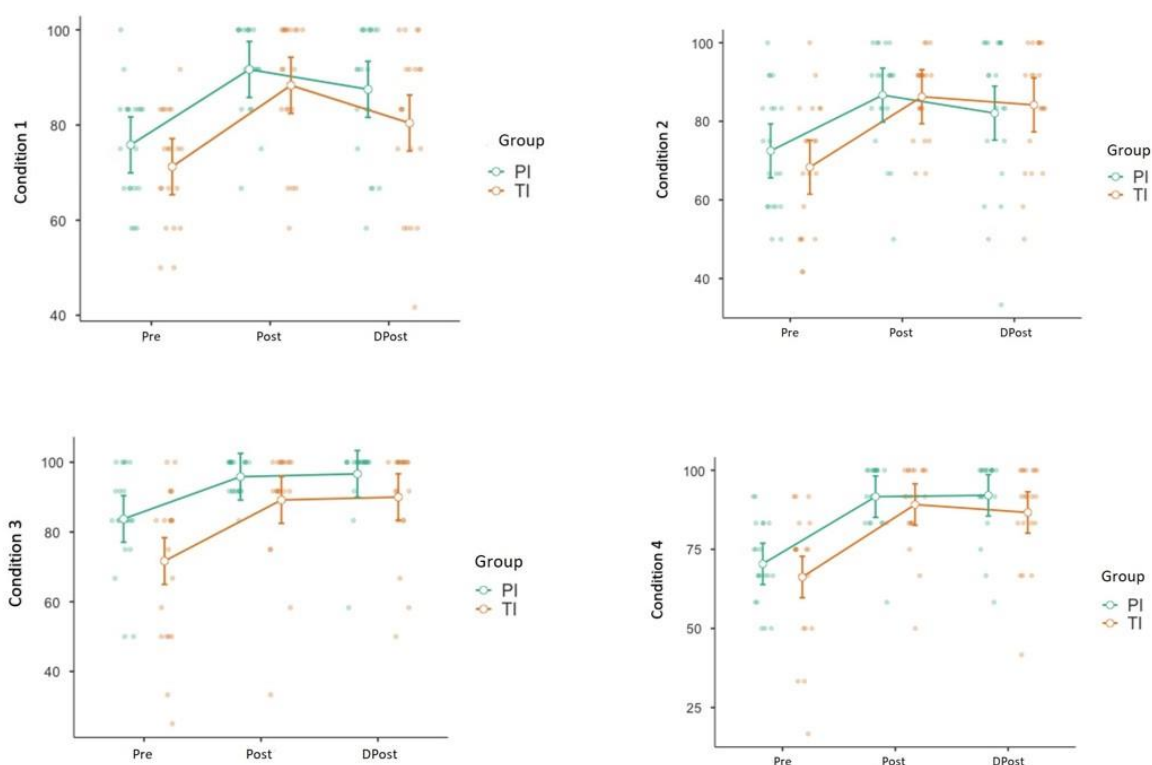 Condition 1
100
80
60
40
Pre Post DPost
Group
PI
TI
Condition 2
100
80
60
40
Pre Post DPost
Group
PI
TI
Condition 3
100
80
60
40
Pre Post DPost
Group
PI
TI
Condition 4
100
75
50
25
Pre Post DPost
Group
PI
TI